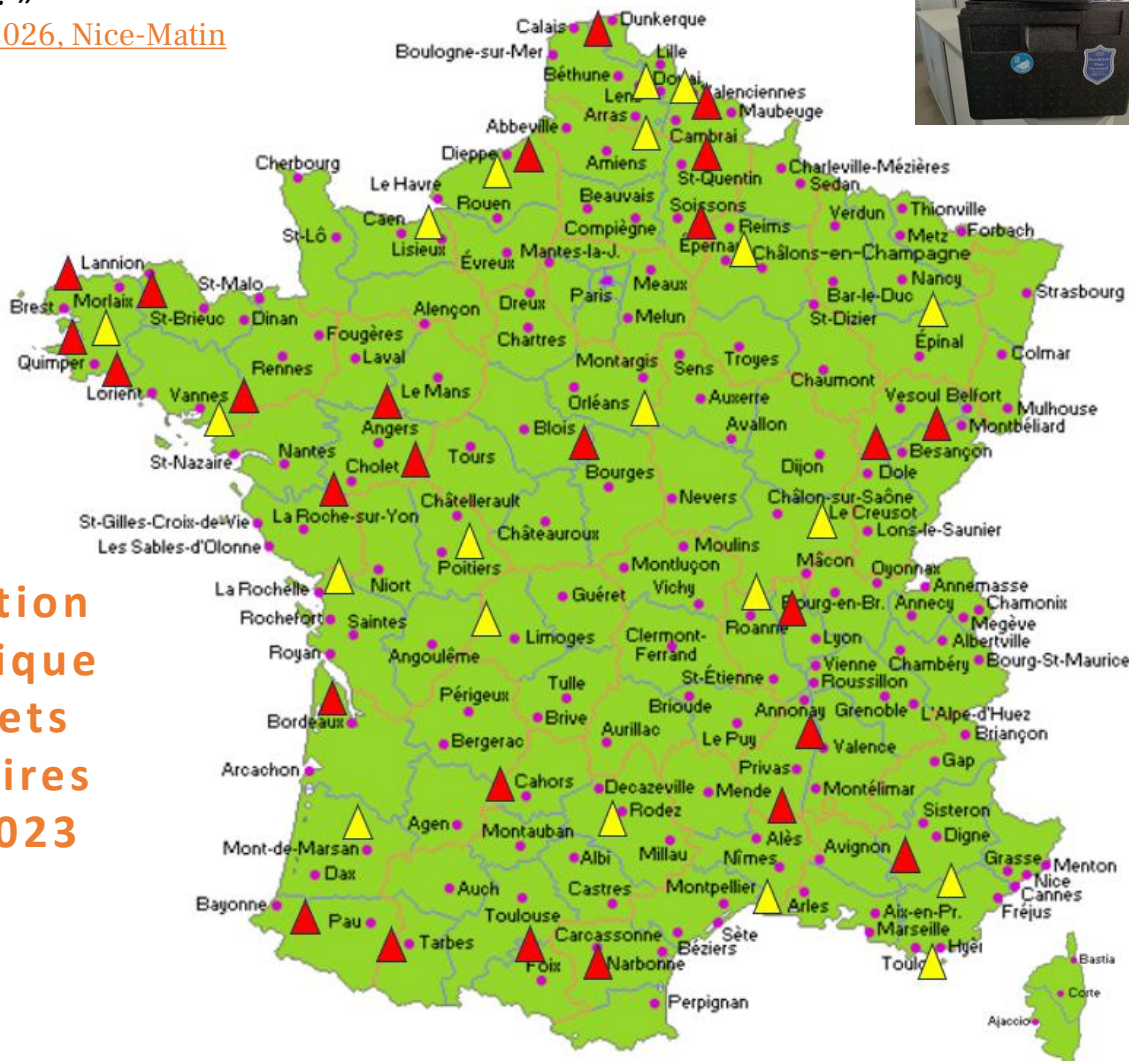 . »
026, Nice-Matin
Calais
Dunkerque
Boulogne-sur-Mer
Lille
Béthune
Douai
Lens
Valenciennes
Arras
Maubeuge
Abbeville
Cambrai
Dieppe
Amiens
Cherbourg
St-Quentin
Charleville-Mézières
Sedan
Le Havre
Rouen
Beauvais
Soissons
Verdun
Thionville
Caen
Compiègne
Reims
Metz
Forbach
St-Lô
Lisieux
Évreux
Mantes-la-J.
Épernay
Châlons-en-Champagne
Lannion
St-Malo
Paris
Meaux
Nancy
Brest
Morlaix
St-Brieuc
Dinan
Alençon
Dreux
Melun
Bar-le-Duc
St-Dizier
Strasbourg
Fougères
Chartres
Épinal
Quimper
Rennes
Laval
Montargis
Sens
Troyes
Colmar
Chaumont
Lorient
Vannes
Le Mans
Orléans
Auxerre
Vesoul
Belfort
Mulhouse
Angers
Blois
Avallon
Montbéliard
St-Nazaire
Nantes
Cholet
Tours
Bourges
Dijon
Besançon
Dole
Châtellerault
Nevers
Châlon-sur-Saône
St-Gilles-Croix-de-Vie
La Roche-sur-Yon
Châteauroux
Le Creusot
Lons-le-Saunier
Les Sables-d'Olonne
Poitiers
Moulins
Mâcon
La Rochelle
Niort
Montluçon
Oyonnax
Annemasse
Guéret
Vichy
Bourg-en-Br.
Annecy
Chamonix
Rochefort
Saintes
Limoges
Roanne
Megève
Royan
Angoulême
Clermont-
Ferrand
Lyon
Albertville
Vienne
Chambéry
Bourg-St-Maurice
Périgeux
Tulle
St-Étienne
Roussillon
Bordeaux
Brive
Brioude
Annonay
Grenoble
L'Alpe-d'Huez
Bergerac
Aurillac
Le Puy
Valence
Briançon
Arcachon
Privas
Gap
Cahors
Decazeville
Mende
Montélimar
Agen
Rodez
Sisteron
Mont-de-Marsan
Montauban
Alès
Digne
Dax
Albi
Millau
Nîmes
Avignon
Grasse
Menton
Nice
Bayonne
Auch
Castres
Montpellier
Arles
Cannes
Pau
Toulouse
Aix-en-Pr.
Fréjus
Tarbes
Carcassonne
Sète
Marseille
Béziers
Foix
Narbonne
Perpignan
Bastia
Corte
Ajaccio
tion
ique
ets
ires
023